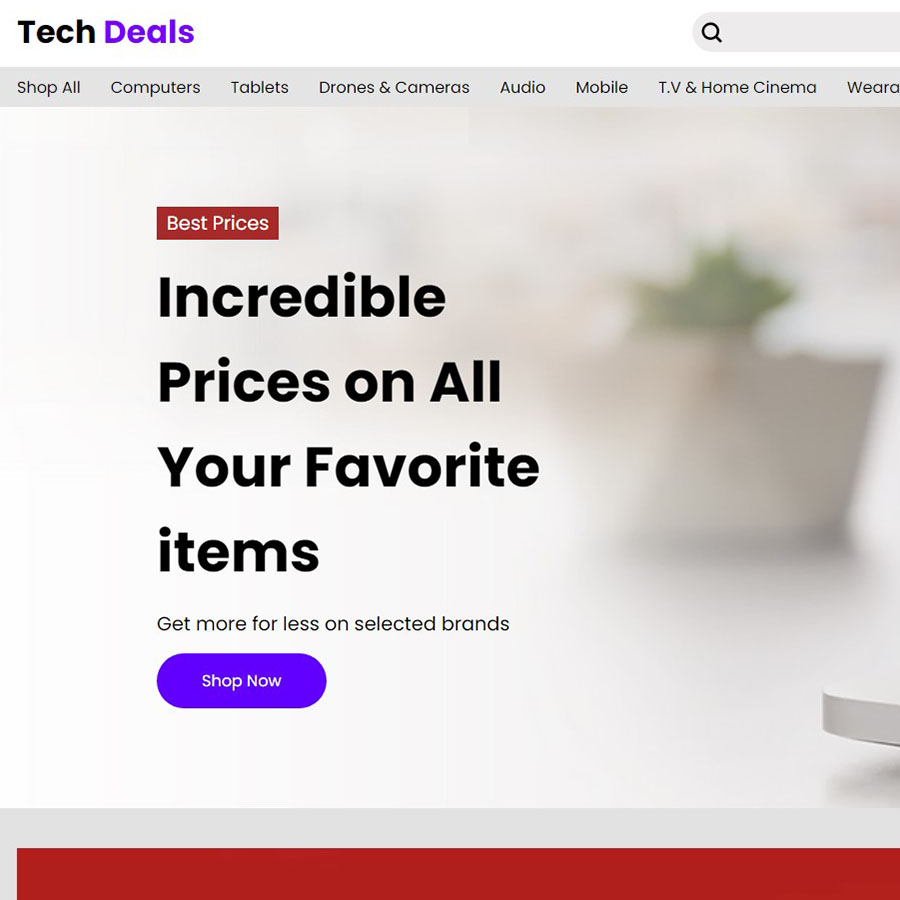 Tech Deals
Shop All Computers Tablets Drones & Cameras Audio Mobile T.V & Home Cinema
Best Prices
Incredible
Prices on All
Your Favorite
items
Get more for less on selected brands
Shop Now